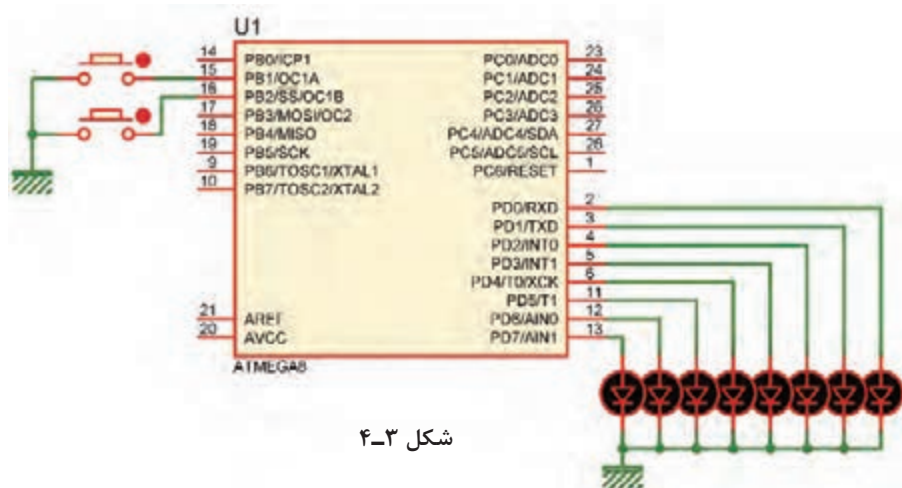 U1
14 PB0/ICP1
15 PB1/OC1A
16 PB2/SS/OC1B
17 PB3/MOSI/OC2
18 PB4/MISO
19 PB5/SCK
9 PB6/TOSC1/XTAL1
10 PB7/TOSC2/XTAL2
21 AREF
20 AVCC
PC0/ADC0 23
PC1/ADC1 24
PC2/ADC2 25
PC3/ADC3 26
PC4/ADC4/SDA 27
PC5/ADC5/SCL 28
PC6/RESET 1
PD0/RXD 2
PD1/TXD 3
PD2/INT0 4
PD3/INT1 5
PD4/T0/XCK 6
PD5/T1 11
PD6/AIN0 12
PD7/AIN1 13
ATMEGA8
شکل ۳ـ۴